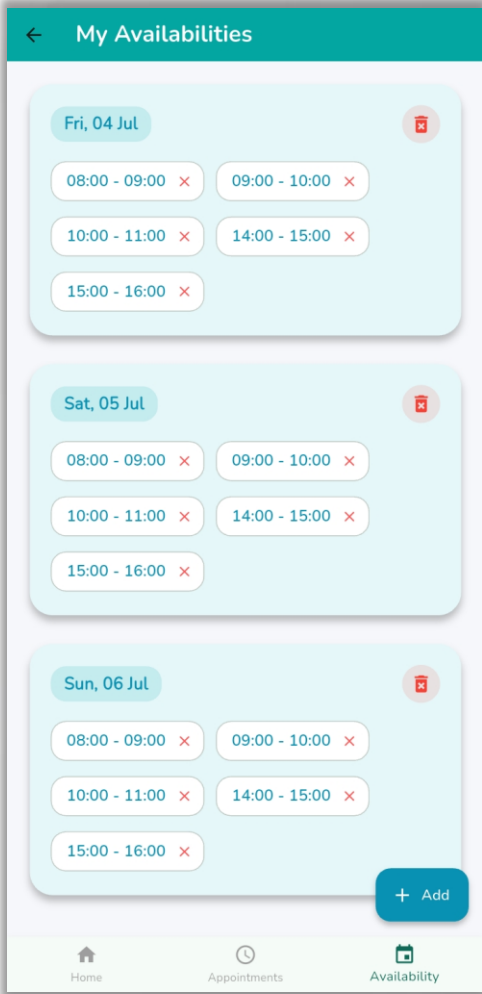 My Availabilities
Fri, 04 Jul
08:00 - 09:00 × 09:00 - 10:00 ×
10:00 - 11:00 × 14:00 - 15:00 ×
15:00 - 16:00 ×
Sat, 05 Jul
08:00 - 09:00 × 09:00 - 10:00 ×
10:00 - 11:00 × 14:00 - 15:00 ×
15:00 - 16:00 ×
Sun, 06 Jul
08:00 - 09:00 × 09:00 - 10:00 ×
10:00 - 11:00 × 14:00 - 15:00 ×
15:00 - 16:00 ×
+ Add
Home Appointments Availability